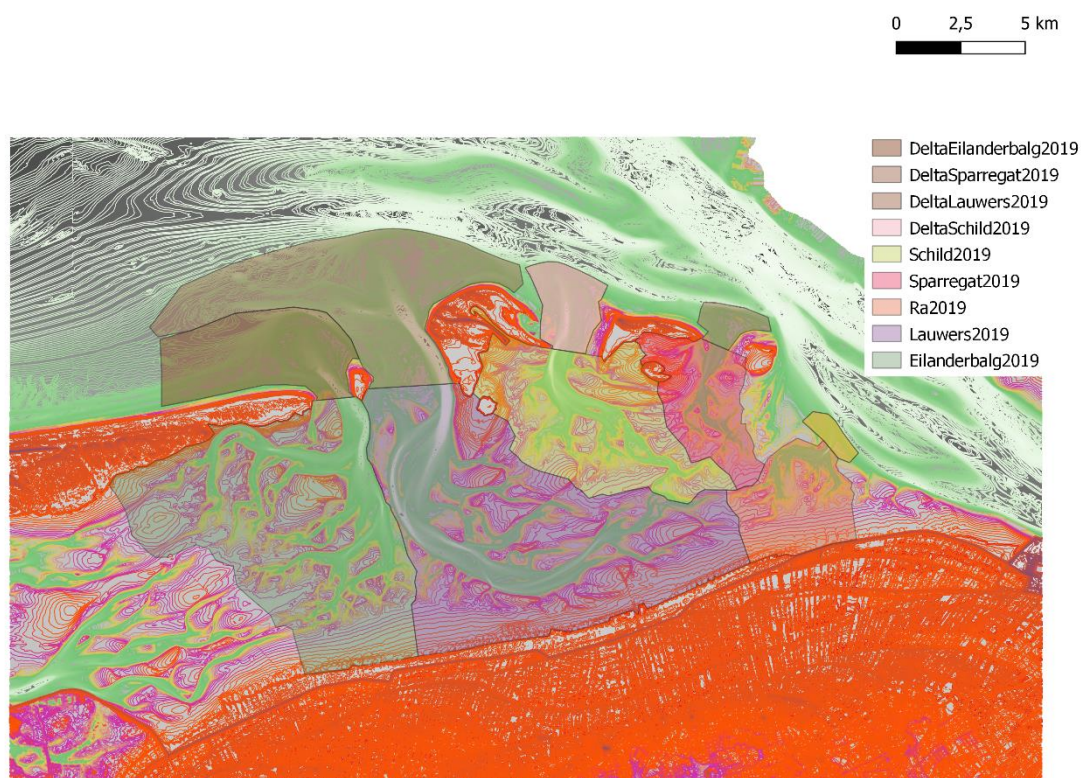 0 2,5 5 km
DeltaEilanderbalg2019
DeltaSparregat2019
DeltaLauwers2019
DeltaSchild2019
Schild2019
Sparregat2019
Ra2019
Lauwers2019
Eilanderbalg2019